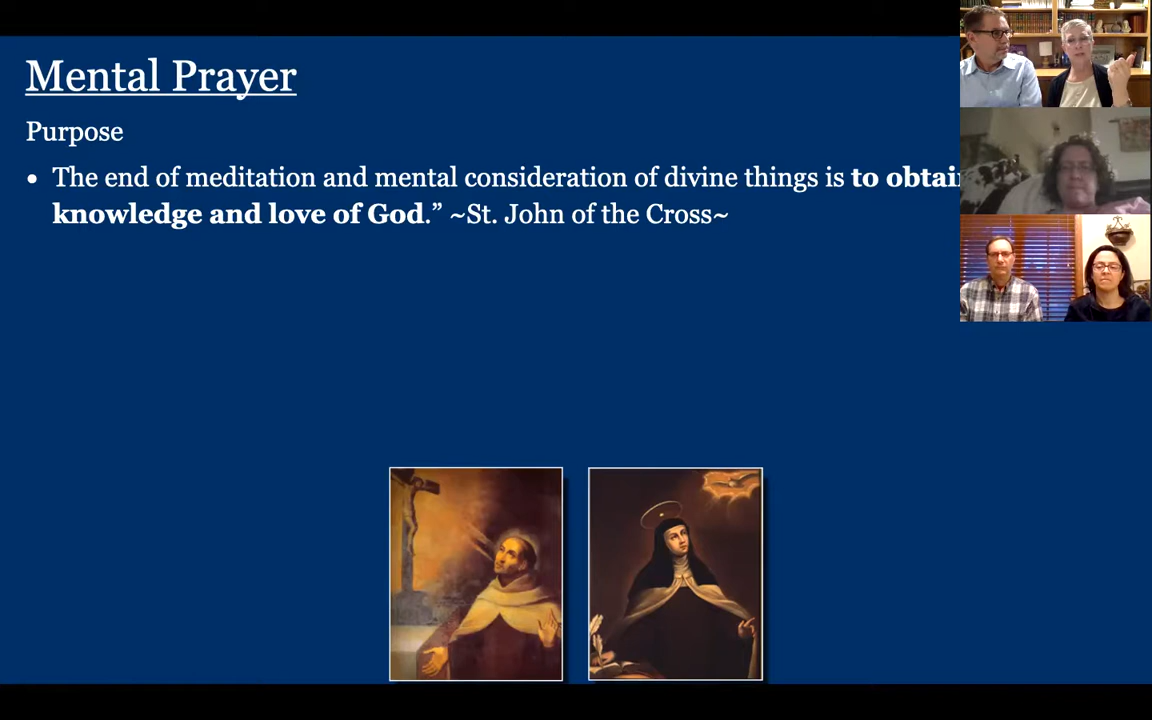 Mental Prayer
Purpose
• The end of meditation and mental consideration of divine things is to obtain
knowledge and love of God.” ~St. John of the Cross~